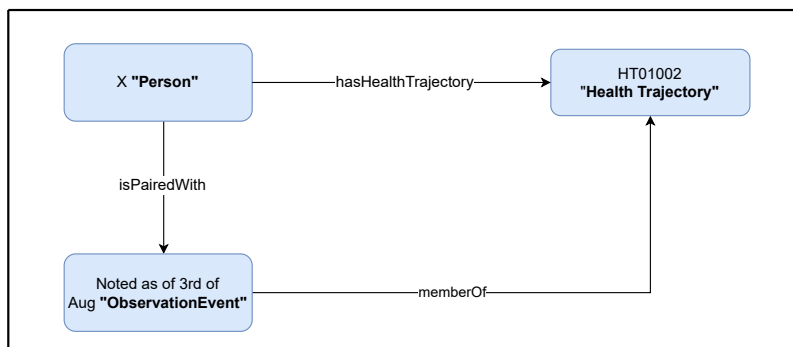 X "Person"
hasHealthTrajectory
HT01002
"Health Trajectory"
isPairedWith
Noted as of 3rd of
Aug "ObservationEvent"
memberOf